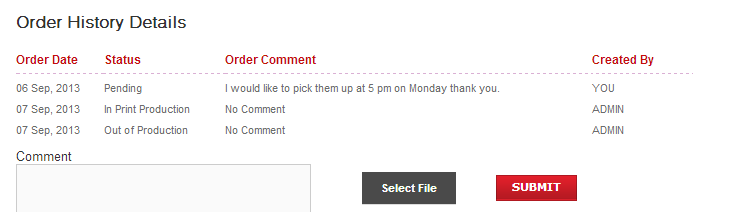 Order History Details
Order Date Status Order Comment Created By
06 Sep, 2013 Pending I would like to pick them up at 5 pm on Monday thank you. YOU
07 Sep, 2013 In Print Production No Comment ADMIN
07 Sep, 2013 Out of Production No Comment ADMIN
Comment
Select File SUBMIT